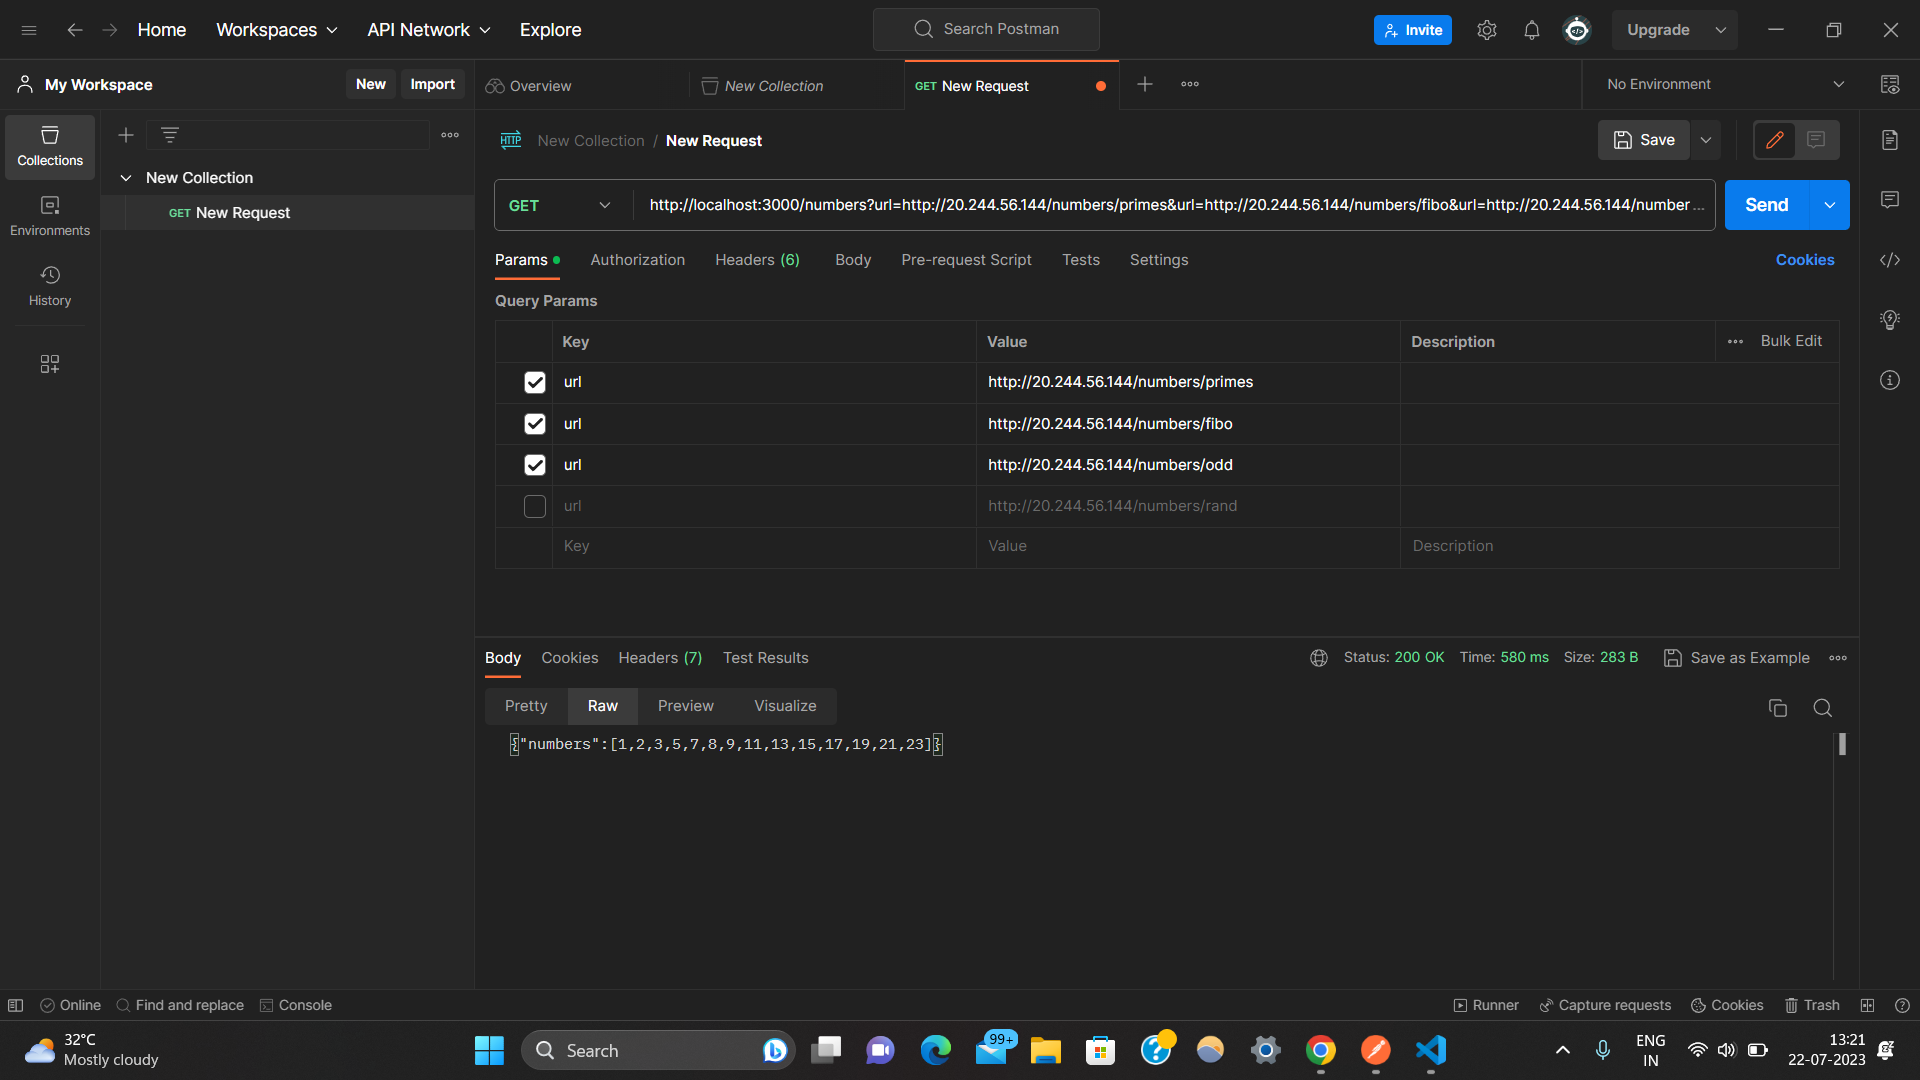 Home
Workspaces
API Network
Explore
Search Postman
Invite
Upgrade
My Workspace
New
Import
Overview
New Collection
GET New Request
No Environment
Collections
Environments
History
New Collection
GET New Request
HTTP
New Collection / New Request
Save
GET
http://localhost:3000/numbers?url=http://20.244.56.144/numbers/primes&url=http://20.244.56.144/numbers/fibo&url=http://20.244.56.144/number ...
Send
Params
Authorization
Headers (6)
Body
Pre-request Script
Tests
Settings
Cookies
Query Params
Key Value Description Bulk Edit
url http://20.244.56.144/numbers/primes
url http://20.244.56.144/numbers/fibo
url http://20.244.56.144/numbers/odd
url http://20.244.56.144/numbers/rand
Key Value Description
Body
Cookies
Headers (7)
Test Results
Status: 200 OK Time: 580 ms Size: 283 B
Save as Example
Pretty
Raw
Preview
Visualize
{"numbers":[1,2,3,5,7,8,9,11,13,15,17,19,21,23]}
Online
Find and replace
Console
Runner
Capture requests
Cookies
Trash
32°C
Mostly cloudy
Search
99+
ENG
IN
13:21
22-07-2023